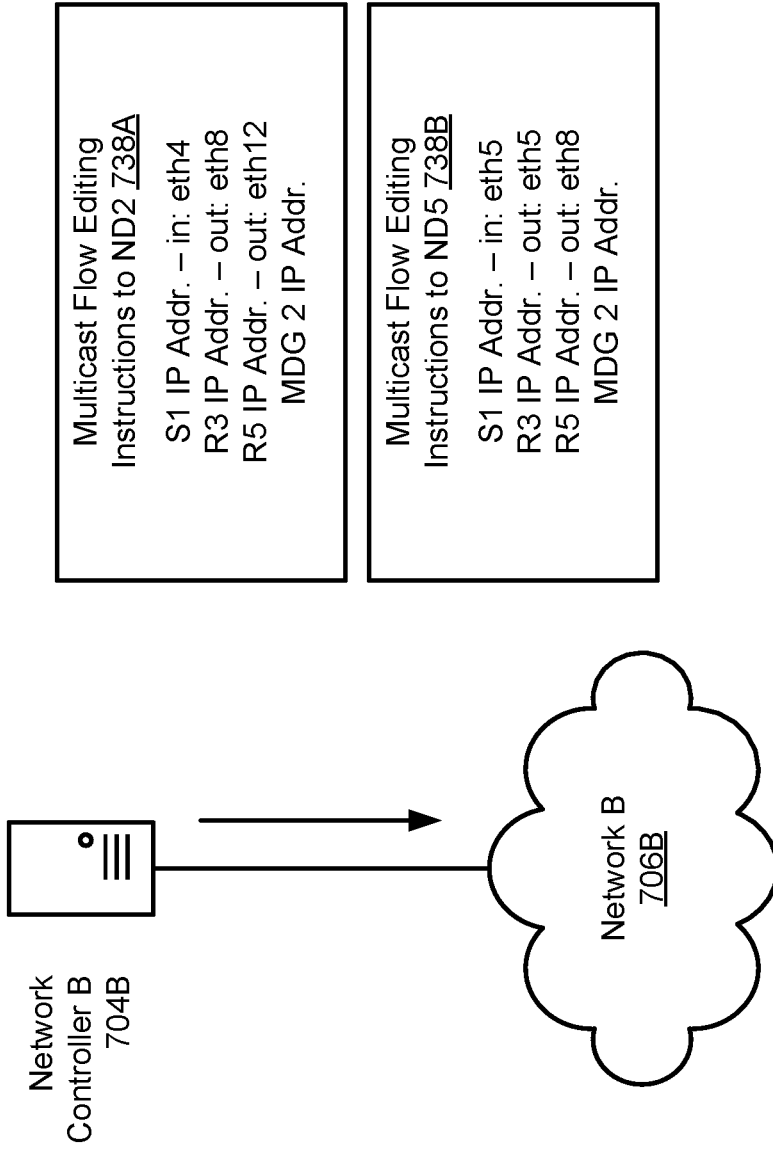 Network
Controller B
704B
Network B
706B
Multicast Flow Editing
Instructions to ND2 738A
S1 IP Addr. – in: eth4
R3 IP Addr. – out: eth8
R5 IP Addr. – out: eth12
MDG 2 IP Addr.
Multicast Flow Editing
Instructions to ND5 738B
S1 IP Addr. – in: eth5
R3 IP Addr. – out: eth5
R5 IP Addr. – out: eth8
MDG 2 IP Addr.